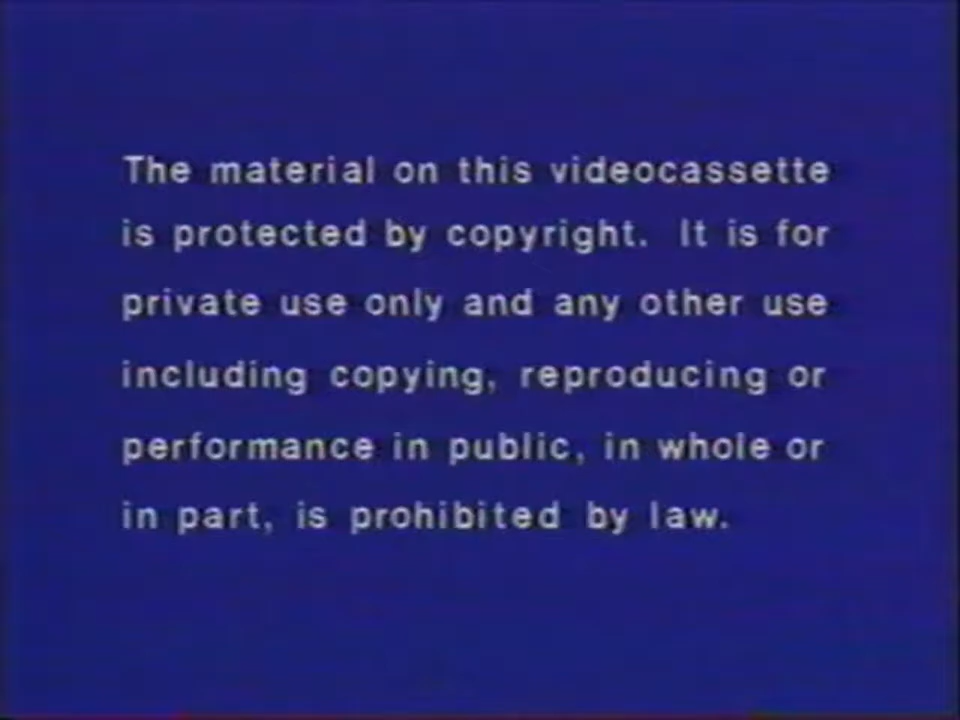 The material on this videocassette
is protected by copyright. It is for
private use only and any other use
including copying, reproducing or
performance in public, in whole or
in part, is prohibited by law.